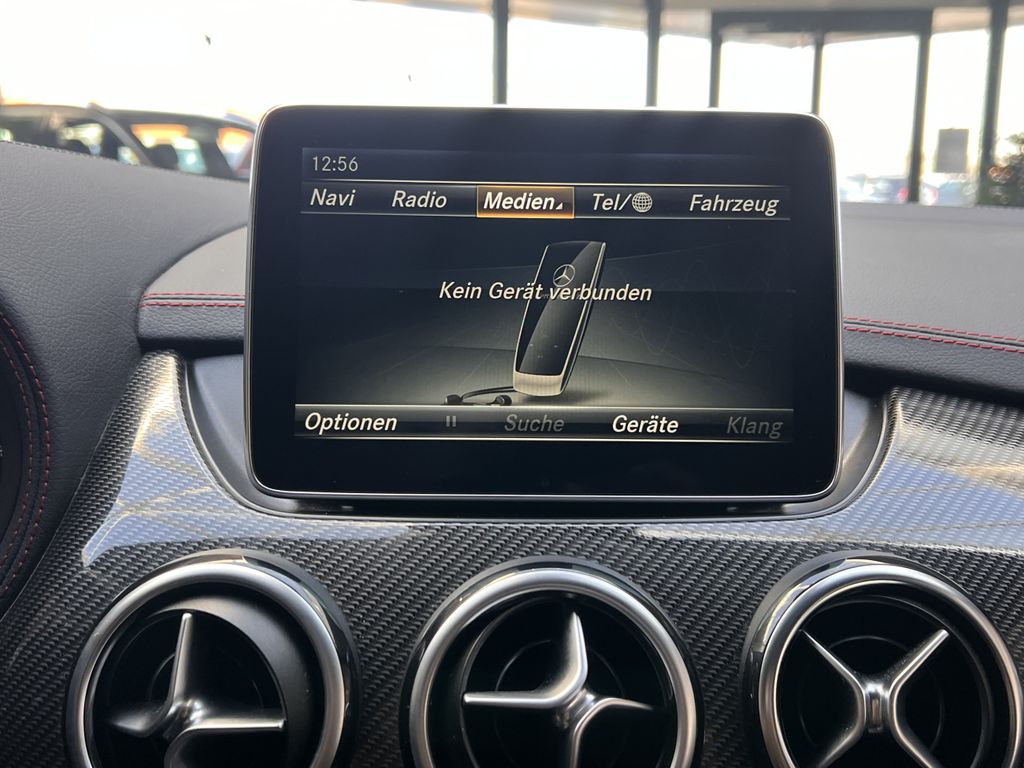 12:56
Navi Radio Medien Tel/ Fahrzeug
Kein Gerät verbunden
Optionen Suche Geräte Klang